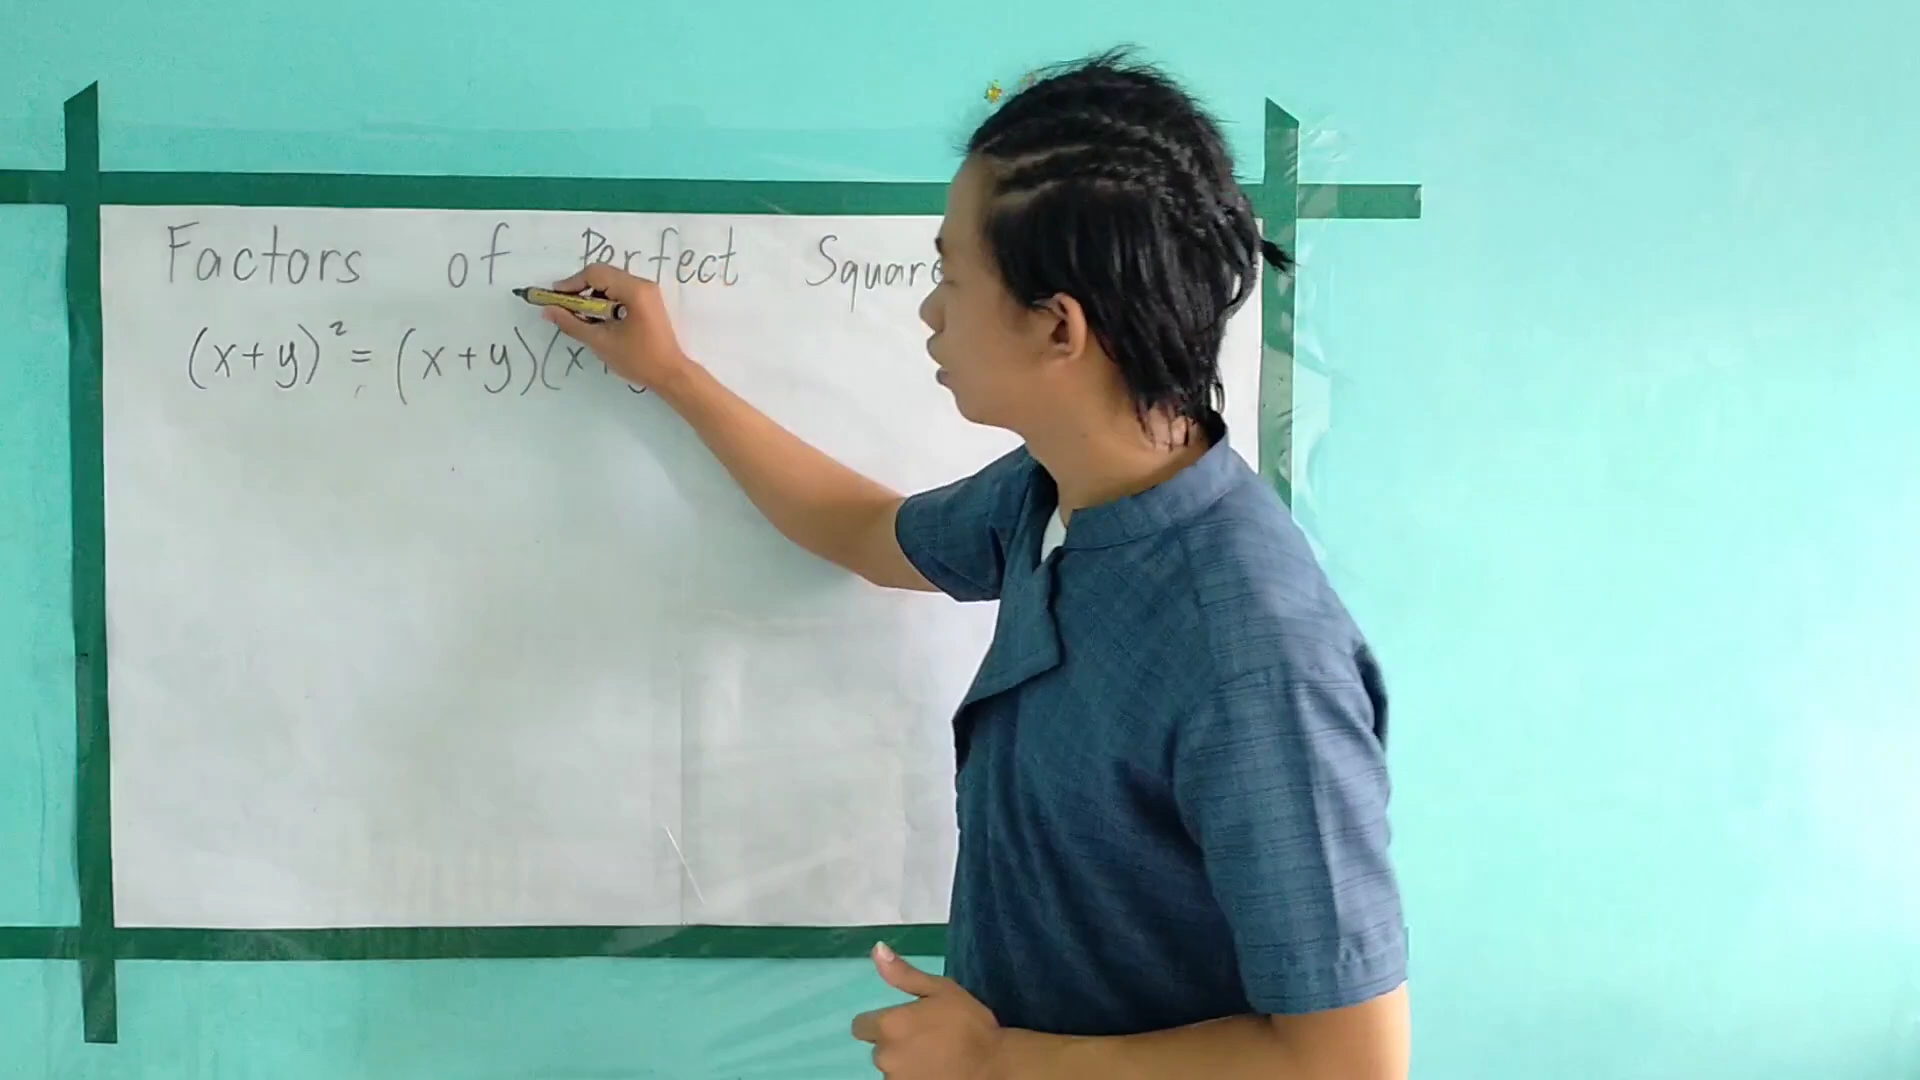 Factors of Perfect Square
(x+y)² = (x+y)(x+y